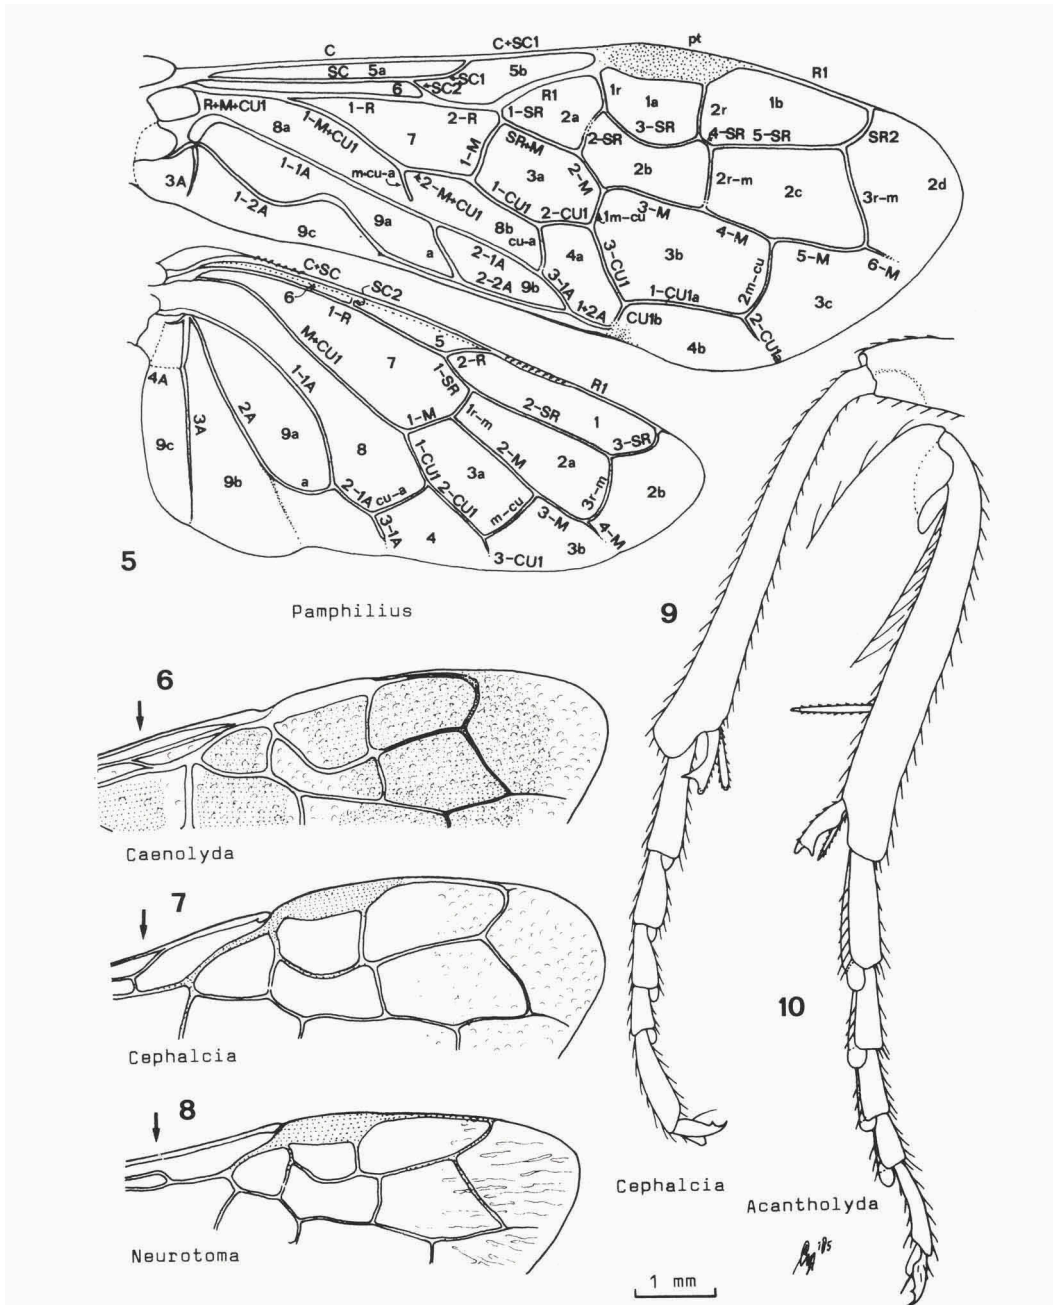 C
C+SC1
pt
SC
5a
SC1
5b
R1
6
SC2
R+M+CU1
1-R
2-R
R1
1r
1a
2r
1b
8a
1-M+CU1
7
1-SR
2a
2-SR
3-SR
4-SR
5-SR
SR2
1-M
SR+M
3A
1-1A
m-cu-a
2-M+CU1
3a
2-M
2b
2r-m
2c
3r-m
2d
1-2A
9a
1-CU1
2-CU1
1m-cu
3-M
4-M
9c
8b
cu-a
a
2-1A
2-2A
9b
4a
3-CU1
3b
5-M
6-M
3-1A
1+2A
1-CU1a
2m-cu
3c
CU1b
2-CU1a
4b
C+SC
6
SC2
1-R
M+CU1
7
5
2-R
R1
4A
1-1A
1-SR
2-SR
1
3A
2A
1-M
1r-m
3-SR
9c
9a
8
1-CU1
2-M
2a
9b
3a
2b
a
2-1A
cu-a
2-CU1
m-cu
3r-m
3-1A
4
3-M
4-M
3-CU1
3b
5
Pamphilius
9
6
Caenolyda
7
Cephalcia
10
8
Neurotoma
Cephalcia
Acantholyda
1 mm